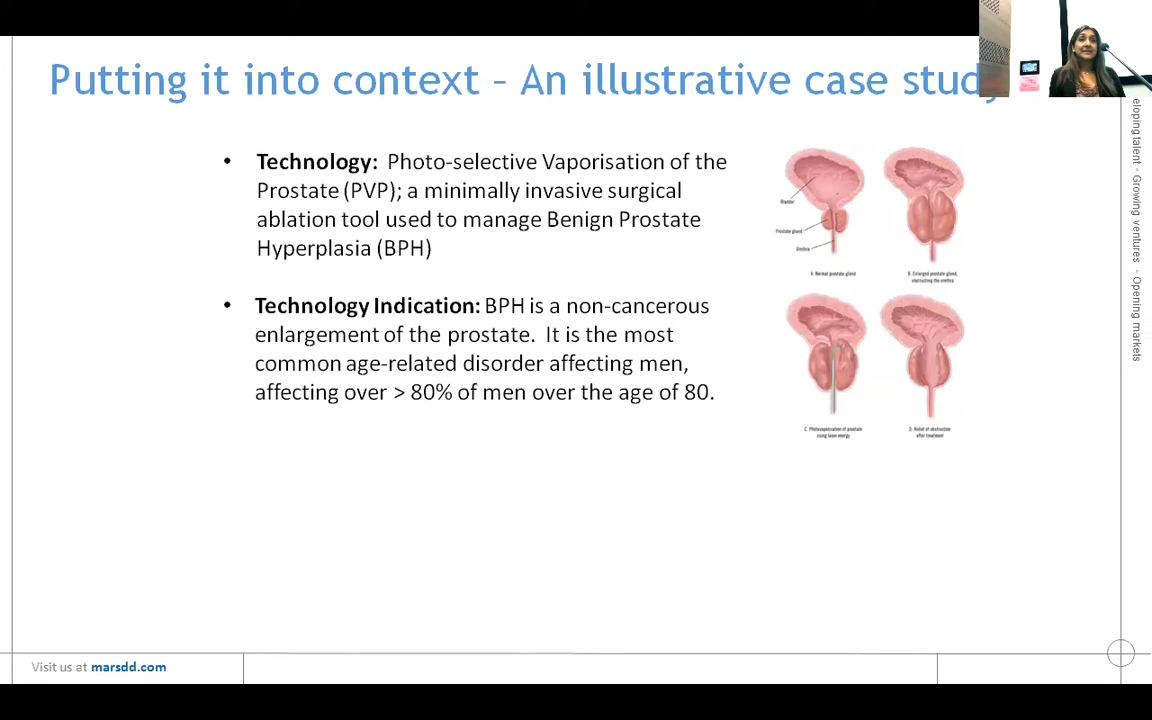 Putting it into context – An illustrative case study
• Technology: Photo-selective Vaporisation of the
Prostate (PVP); a minimally invasive surgical
ablation tool used to manage Benign Prostate
Hyperplasia (BPH)
• Technology Indication: BPH is a non-cancerous
enlargement of the prostate. It is the most
common age-related disorder affecting men,
affecting over > 80% of men over the age of 80.
Bladder
Prostate gland
Urethra
A. Normal prostate gland
B. Enlarged prostate gland,
obstructing the urethra
C. Photovaporisation of prostate
using laser energy
D. Relief of obstruction
after treatment
eloping talent • Growing ventures • Opening markets
Visit us at marsdd.com